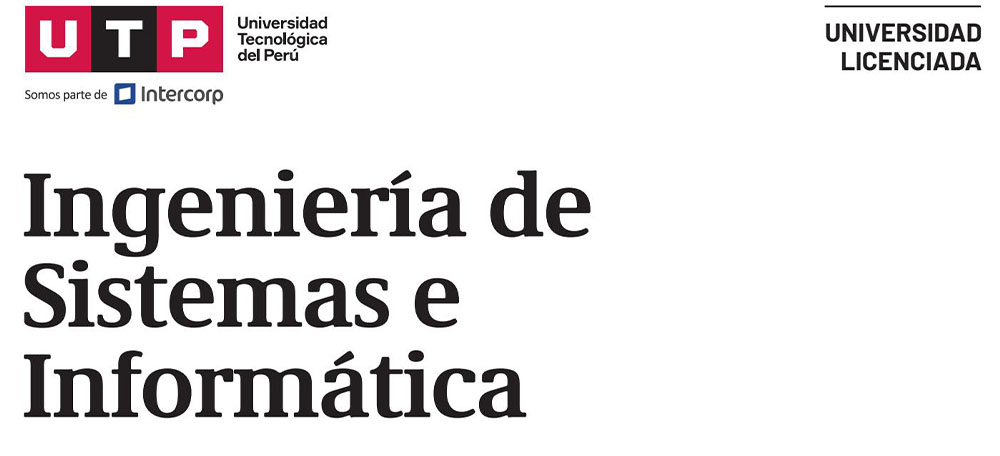 UTP
Universidad
Tecnológica
del Perú
Somos parte de Intercorp
UNIVERSIDAD
LICENCIADA
Ingeniería de
Sistemas e
Informática